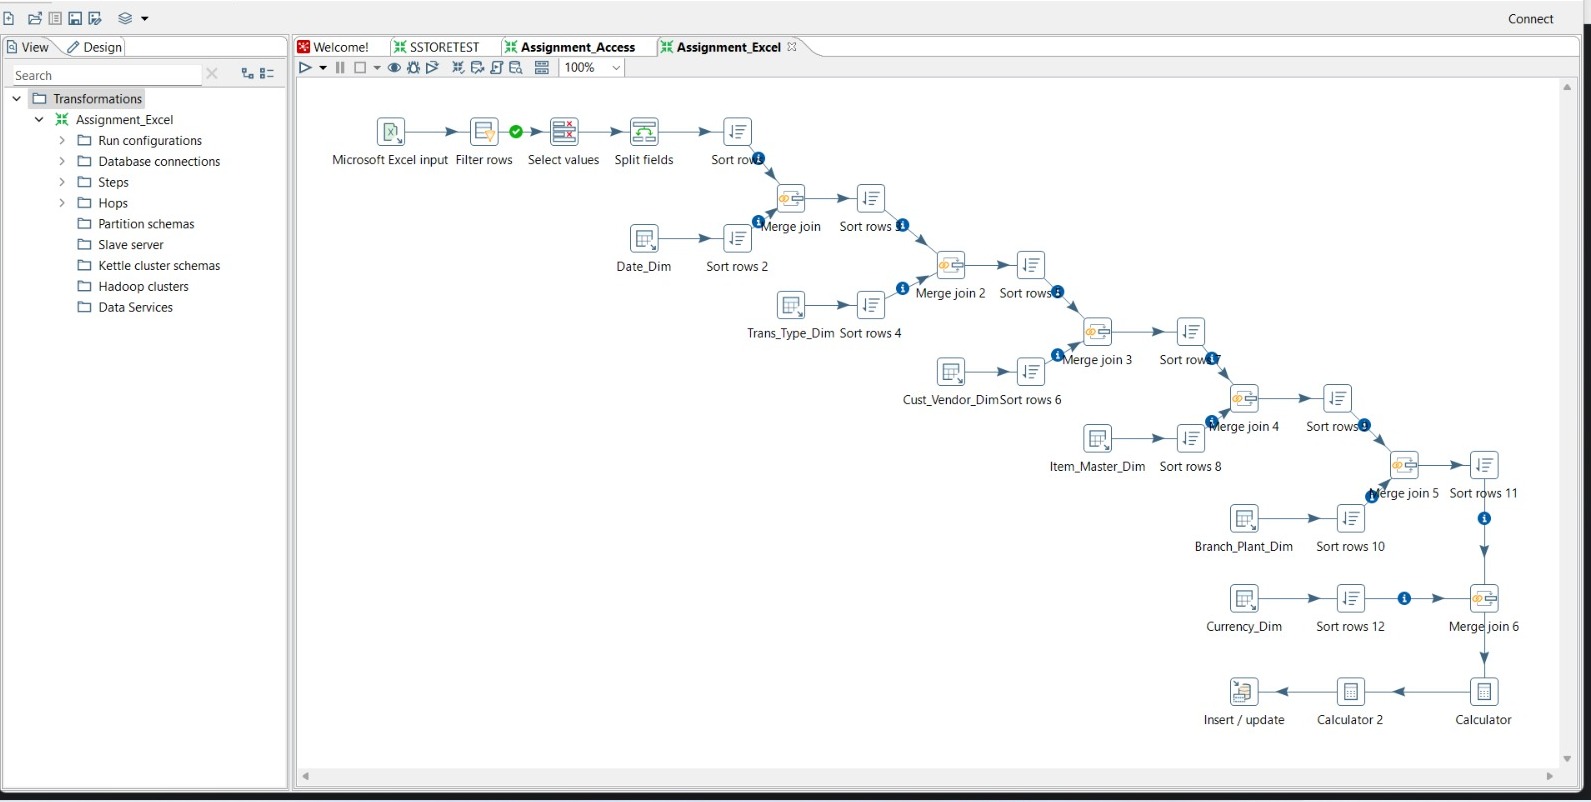 Connect
View
Design
Welcome!
SSTORETEST
Assignment_Access
Assignment_Excel
Search
100%
Transformations
Assignment_Excel
Run configurations
Database connections
Steps
Hops
Partition schemas
Slave server
Kettle cluster schemas
Hadoop clusters
Data Services
Microsoft Excel input
Filter rows
Select values
Split fields
Sort row
Merge join
Sort rows
Date_Dim
Sort rows 2
Merge join 2
Sort rows
Trans_Type_Dim
Sort rows 4
Merge join 3
Sort rows 7
Cust_Vendor_Dim
Sort rows 6
Merge join 4
Sort rows
Item_Master_Dim
Sort rows 8
Merge join 5
Sort rows 11
Branch_Plant_Dim
Sort rows 10
Currency_Dim
Sort rows 12
Merge join 6
Insert / update
Calculator 2
Calculator